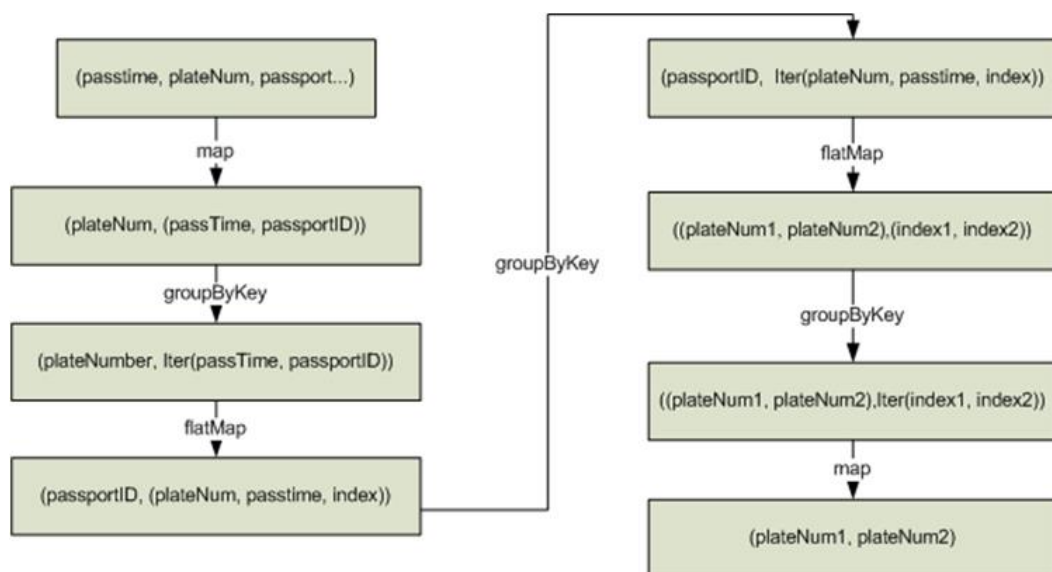 (passtime, plateNum, passport...)
map
(plateNum, (passTime, passportID))
groupByKey
(plateNumber, Iter(passTime, passportID))
flatMap
(passportID, (plateNum, passtime, index))
groupByKey
(passportID, Iter(plateNum, passtime, index))
flatMap
((plateNum1, plateNum2),(index1, index2))
groupByKey
((plateNum1, plateNum2),Iter(index1, index2))
map
(plateNum1, plateNum2)